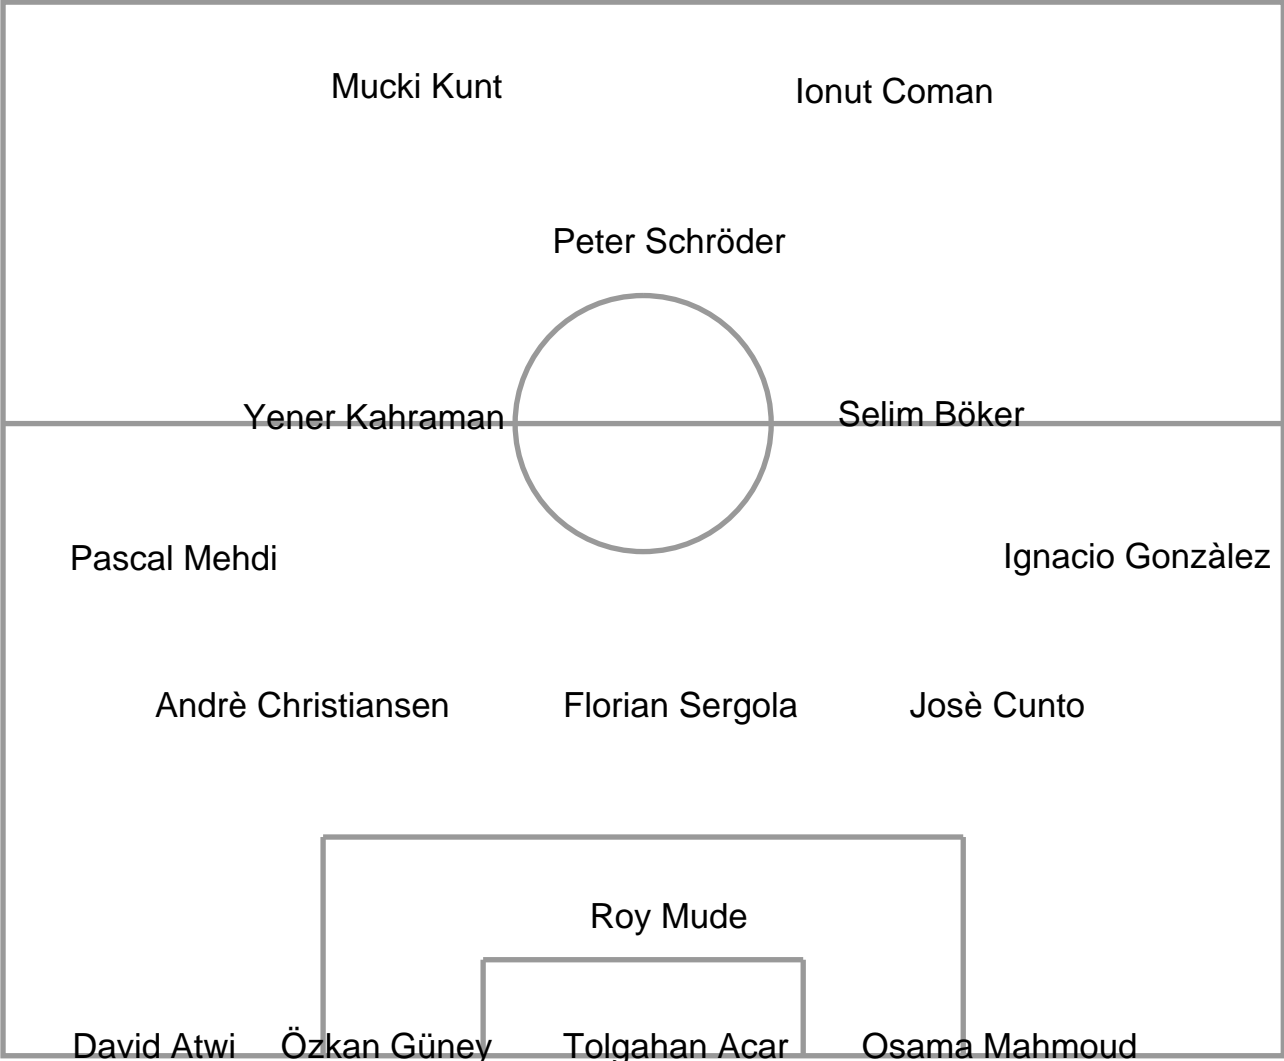 Mucki Kunt
Ionut Coman
Peter Schröder
Yener Kahraman
Selim Böker
Pascal Mehdi
Ignacio Gonzàlez
Andrè Christiansen
Florian Sergola
Josè Cunto
Roy Mude
David Atwi
Özkan Güney
Tolgahan Acar
Osama Mahmoud